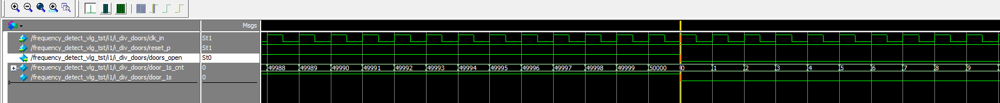 Msgs
/frequency_detect_vlg_tst/i1/i_div_doors/clk_in St1
/frequency_detect_vlg_tst/i1/i_div_doors/reset_p St1
/frequency_detect_vlg_tst/i1/i_div_doors/doors_open St0
/frequency_detect_vlg_tst/i1/i_div_doors/door_1s_cnt 0 49988 49989 49990 49991 49992 49993 49994 49995 49996 49997 49998 49999 50000 0 1 2 3 4 5 6 7 8 9
/frequency_detect_vlg_tst/i1/i_div_doors/door_1s 0